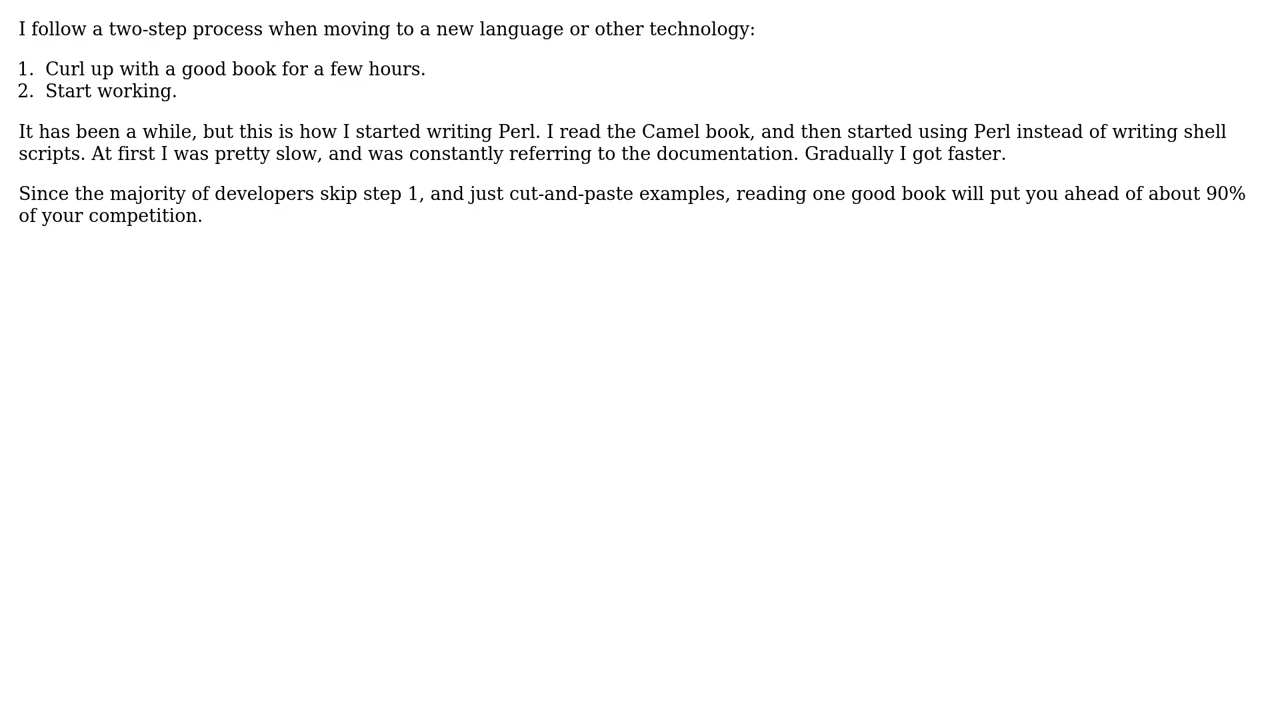 I follow a two-step process when moving to a new language or other technology:
1. Curl up with a good book for a few hours.
2. Start working.
It has been a while, but this is how I started writing Perl. I read the Camel book, and then started using Perl instead of writing shell
scripts. At first I was pretty slow, and was constantly referring to the documentation. Gradually I got faster.
Since the majority of developers skip step 1, and just cut-and-paste examples, reading one good book will put you ahead of about 90%
of your competition.